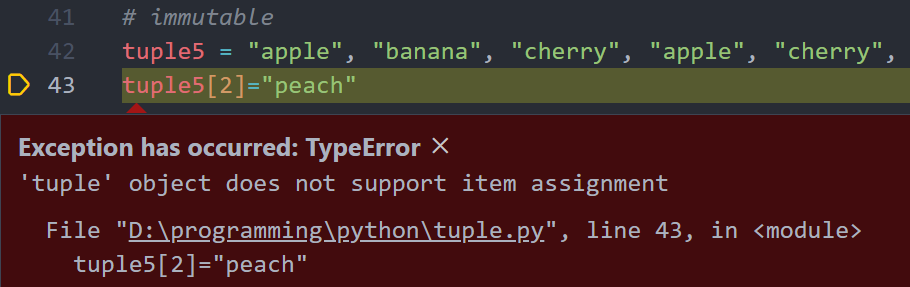 41 # immutable
42 tuple5 = "apple", "banana", "cherry", "apple", "cherry",
43 tuple5[2]="peach"
Exception has occurred: TypeError ×
'tuple' object does not support item assignment
File "D:\programming\python\tuple.py", line 43, in <module>
tuple5[2]="peach"